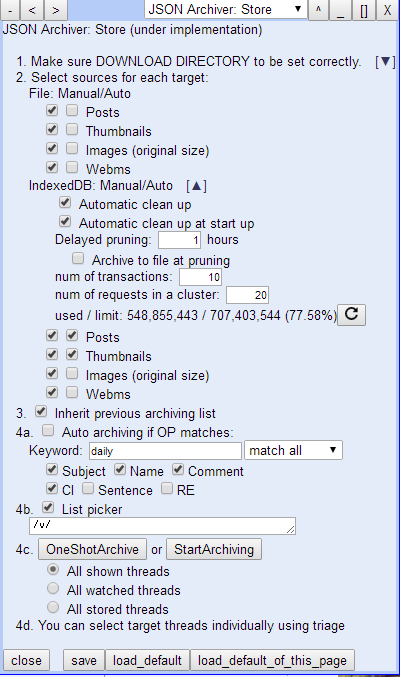 - < > JSON Archiver: Store ▼ ^ _ [] X
JSON Archiver: Store (under implementation)
1. Make sure DOWNLOAD DIRECTORY to be set correctly. [▼]
2. Select sources for each target:
File: Manual/Auto
Posts
Thumbnails
Images (original size)
Webms
IndexedDB: Manual/Auto [▲]
Automatic clean up
Automatic clean up at start up
Delayed pruning: 1 hours
Archive to file at pruning
num of transactions: 10
num of requests in a cluster: 20
used / limit: 548,855,443 / 707,403,544 (77.58%)
Posts
Thumbnails
Images (original size)
Webms
3. Inherit previous archiving list
4a. Auto archiving if OP matches:
Keyword: daily match all ▼
Subject Name Comment
CI Sentence RE
4b. List picker
/v/
4c. OneShotArchive or StartArchiving
All shown threads
All watched threads
All stored threads
4d. You can select target threads individually using triage
close save load_default load_default_of_this_page